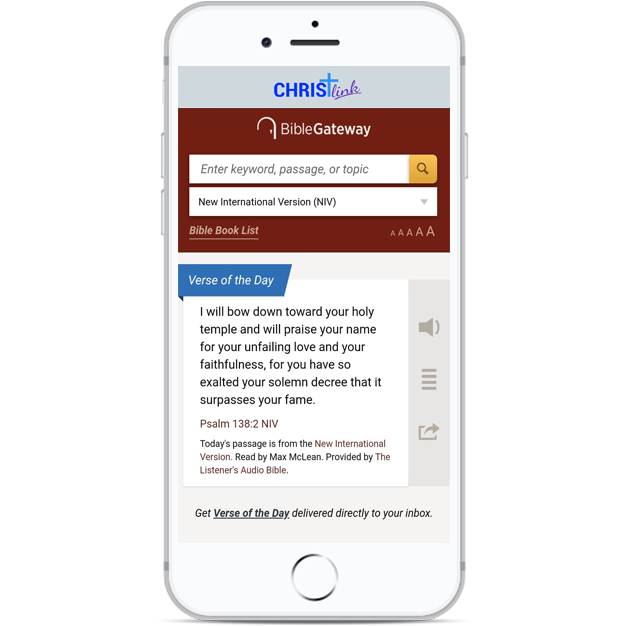 CHRISTlink
BibleGateway
Enter keyword, passage, or topic
New International Version (NIV)
Bible Book List
A A A A A
Verse of the Day
I will bow down toward your holy
temple and will praise your name
for your unfailing love and your
faithfulness, for you have so
exalted your solemn decree that it
surpasses your fame.
Psalm 138:2 NIV
Today's passage is from the New International
Version. Read by Max McLean. Provided by The
Listener's Audio Bible.
Get Verse of the Day delivered directly to your inbox.